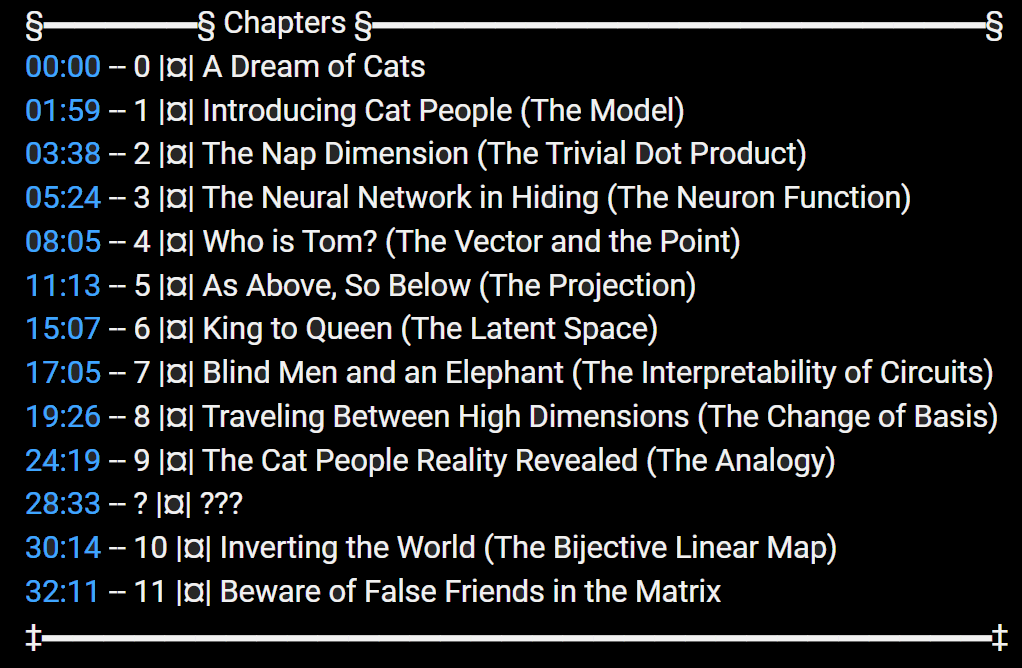 §━━━━━━━━§ Chapters §━━━━━━━━━━━━━━━━━━━━━━━━━━━━━━━━§
00:00 -- 0 |¤| A Dream of Cats
01:59 -- 1 |¤| Introducing Cat People (The Model)
03:38 -- 2 |¤| The Nap Dimension (The Trivial Dot Product)
05:24 -- 3 |¤| The Neural Network in Hiding (The Neuron Function)
08:05 -- 4 |¤| Who is Tom? (The Vector and the Point)
11:13 -- 5 |¤| As Above, So Below (The Projection)
15:07 -- 6 |¤| King to Queen (The Latent Space)
17:05 -- 7 |¤| Blind Men and an Elephant (The Interpretability of Circuits)
19:26 -- 8 |¤| Traveling Between High Dimensions (The Change of Basis)
24:19 -- 9 |¤| The Cat People Reality Revealed (The Analogy)
28:33 -- ? |¤| ???
30:14 -- 10 |¤| Inverting the World (The Bijective Linear Map)
32:11 -- 11 |¤| Beware of False Friends in the Matrix
‡━━━━━━━━━━━━━━━━━━━━━━━━━━━━━━━━━━━━━━━━━━━━━━━━━━‡